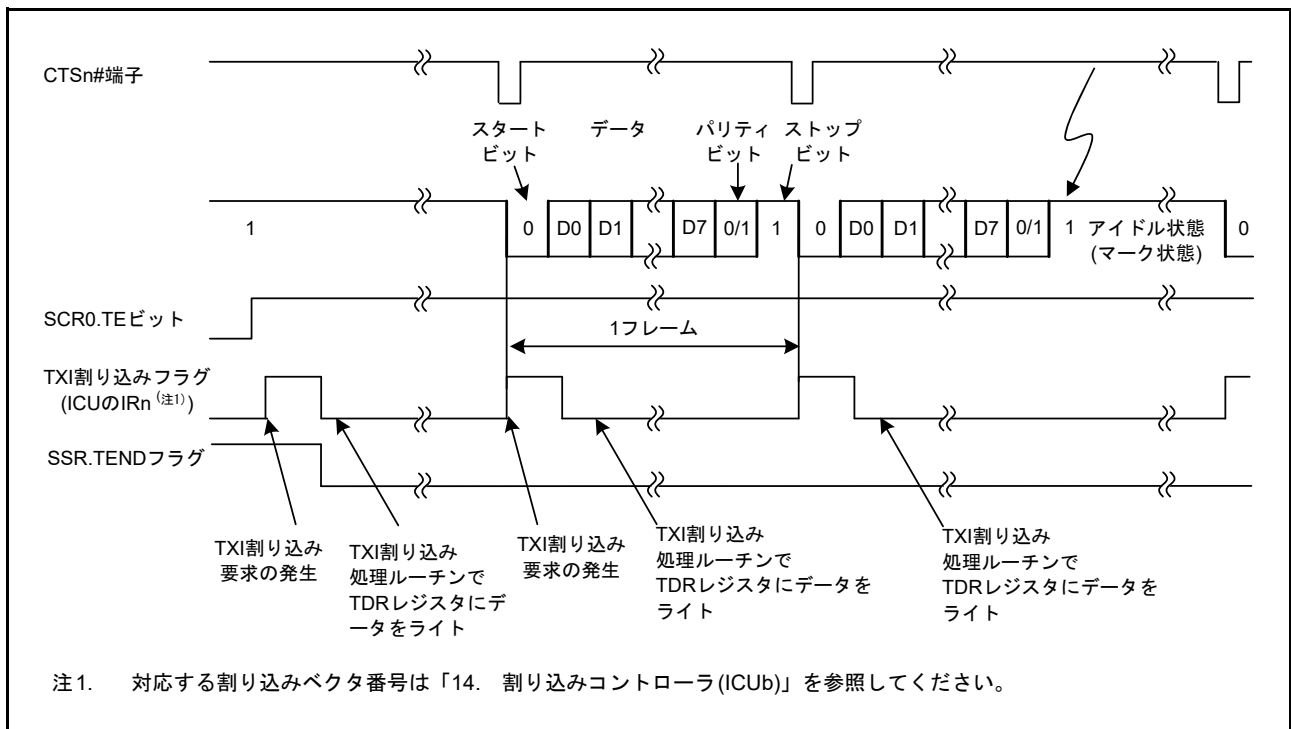 CTSn#端子
スタート
ビット
データ
パリティ
ビット
ストップ
ビット
1
0
D0
D1
D7
0/1
1
0
D0
D1
D7
0/1
1
アイドル状態
(マーク状態)
0
SCR0.TEビット
1フレーム
TXI割り込みフラグ
(ICUのIRn (注1))
SSR.TENDフラグ
TXI割り込み
要求の発生
TXI割り込み
処理ルーチンで
TDRレジスタにデ
ータをライト
TXI割り込み
要求の発生
TXI割り込み
処理ルーチンで
TDRレジスタにデータを
ライト
TXI割り込み
処理ルーチンで
TDRレジスタにデータを
ライト
注1. 対応する割り込みベクタ番号は「14. 割り込みコントローラ(ICUb)」を参照してください。